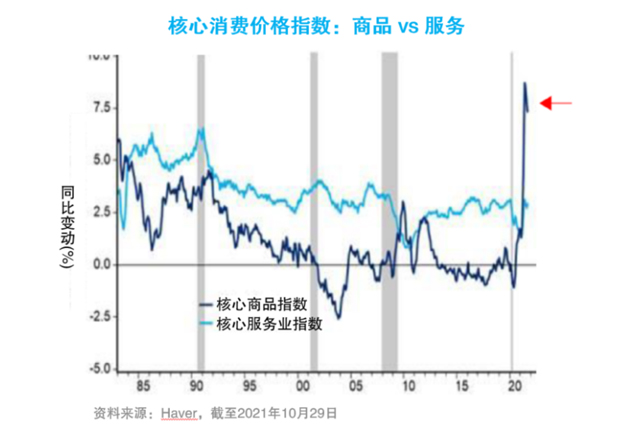 核心消费价格指数：商品 vs 服务
10.0
7.5
5.0
2.5
0.0
-2.5
-5.0
同比变动(%)
核心商品指数
核心服务业指数
85 90 95 00 05 10 15 20
资料来源：Haver，截至2021年10月29日